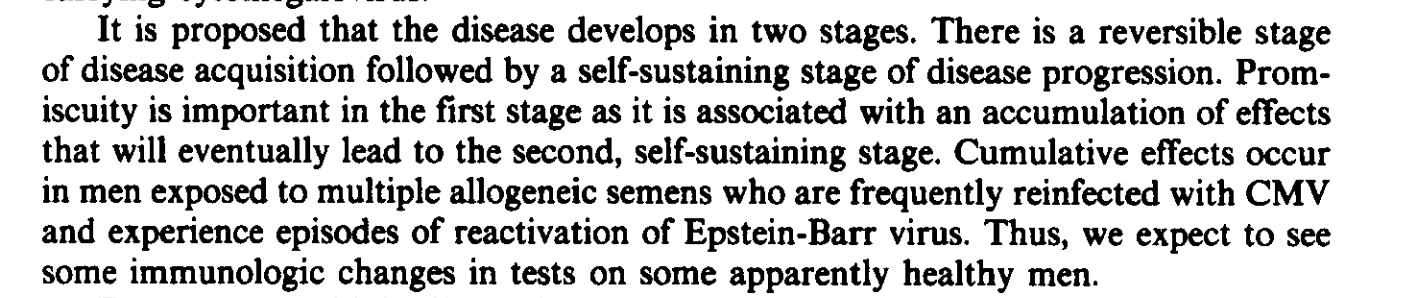 It is proposed that the disease develops in two stages. There is a reversible stage
of disease acquisition followed by a self-sustaining stage of disease progression. Prom-
iscuity is important in the first stage as it is associated with an accumulation of effects
that will eventually lead to the second, self-sustaining stage. Cumulative effects occur
in men exposed to multiple allogeneic semens who are frequently reinfected with CMV
and experience episodes of reactivation of Epstein-Barr virus. Thus, we expect to see
some immunologic changes in tests on some apparently healthy men.